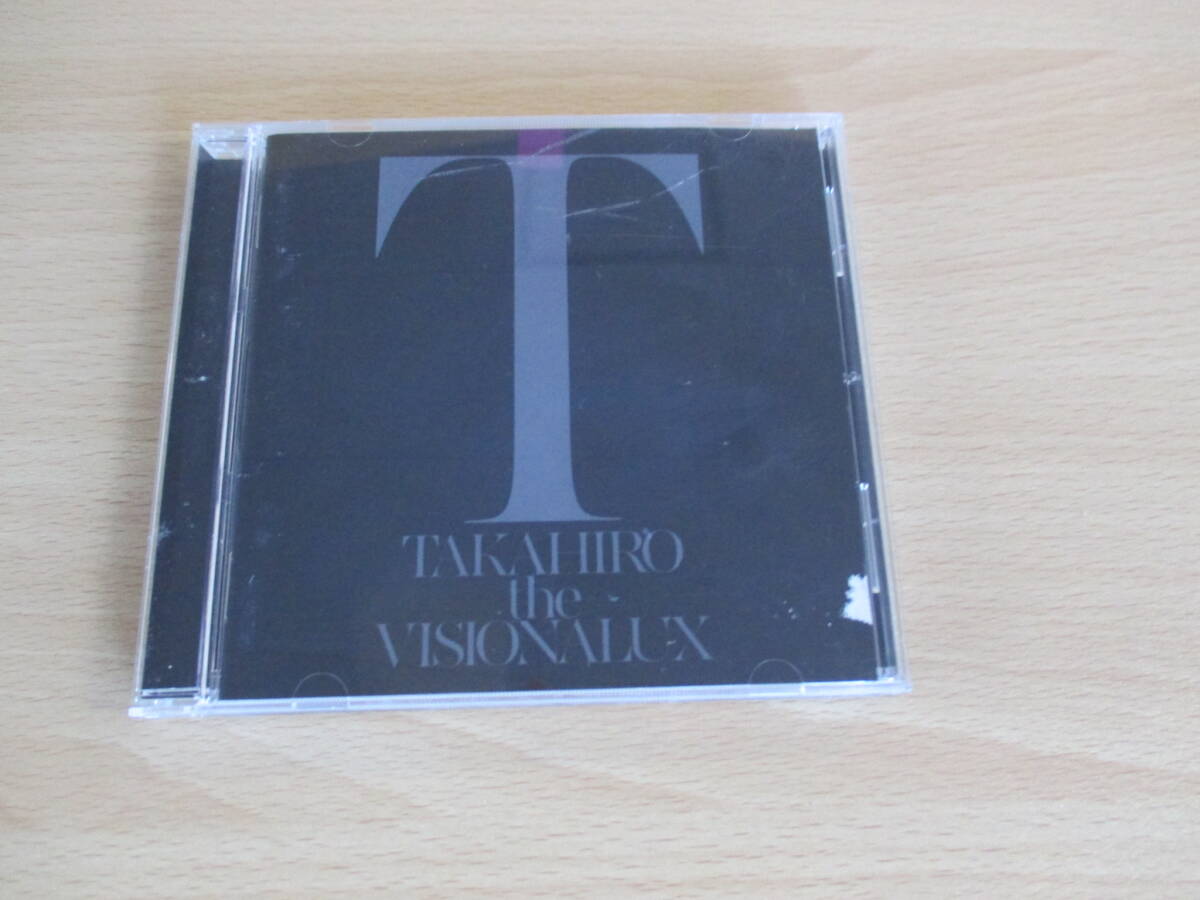 T
TAKAHIRO
the
VISIONALUX